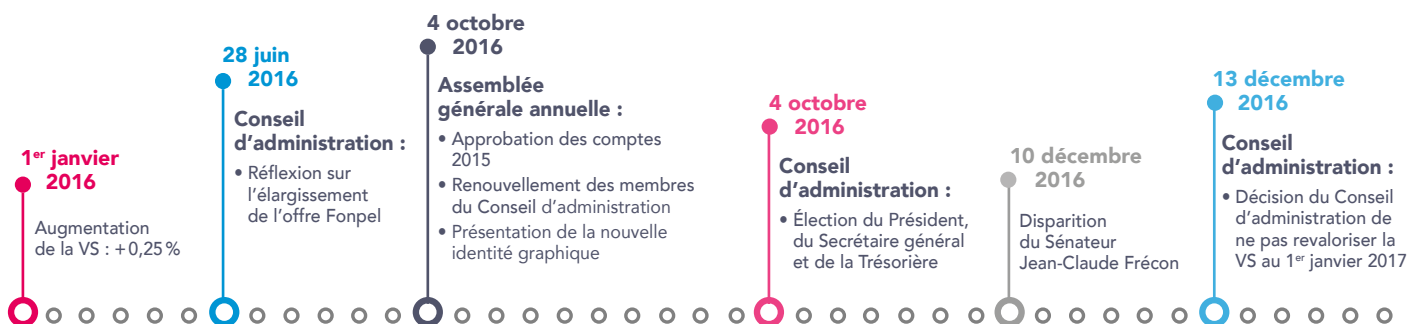 1er janvier
2016
Augmentation
de la VS : +0,25 %
28 juin
2016
Conseil
d'administration :
• Réflexion sur
l'élargissement
de l'offre Fonpel
4 octobre
2016
Assemblée
générale annuelle :
• Approbation des comptes
2015
• Renouvellement des membres
du Conseil d'administration
• Présentation de la nouvelle
identité graphique
4 octobre
2016
Conseil
d'administration :
• Élection du Président,
du Secrétaire général
et de la Trésorière
10 décembre
2016
Disparition
du Sénateur
Jean-Claude Frécon
13 décembre
2016
Conseil
d'administration :
• Décision du Conseil
d'administration de
ne pas revaloriser la
VS au 1er janvier 2017